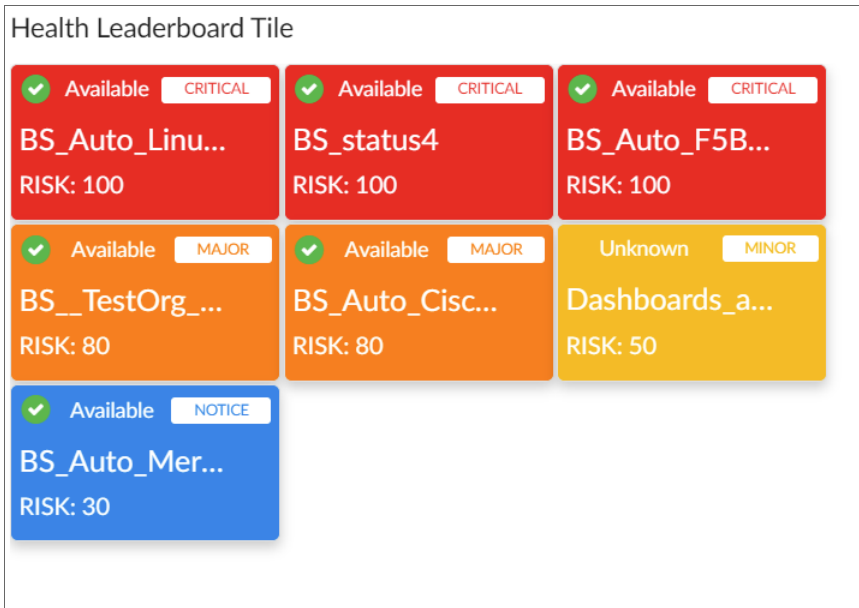 Health Leaderboard Tile
Available CRITICAL
BS_Auto_Linu...
RISK: 100
Available CRITICAL
BS_status4
RISK: 100
Available CRITICAL
BS_Auto_F5B...
RISK: 100
Available MAJOR
BS__TestOrg_...
RISK: 80
Available MAJOR
BS_Auto_Cisc...
RISK: 80
Unknown MINOR
Dashboards_a...
RISK: 50
Available NOTICE
BS_Auto_Mer...
RISK: 30